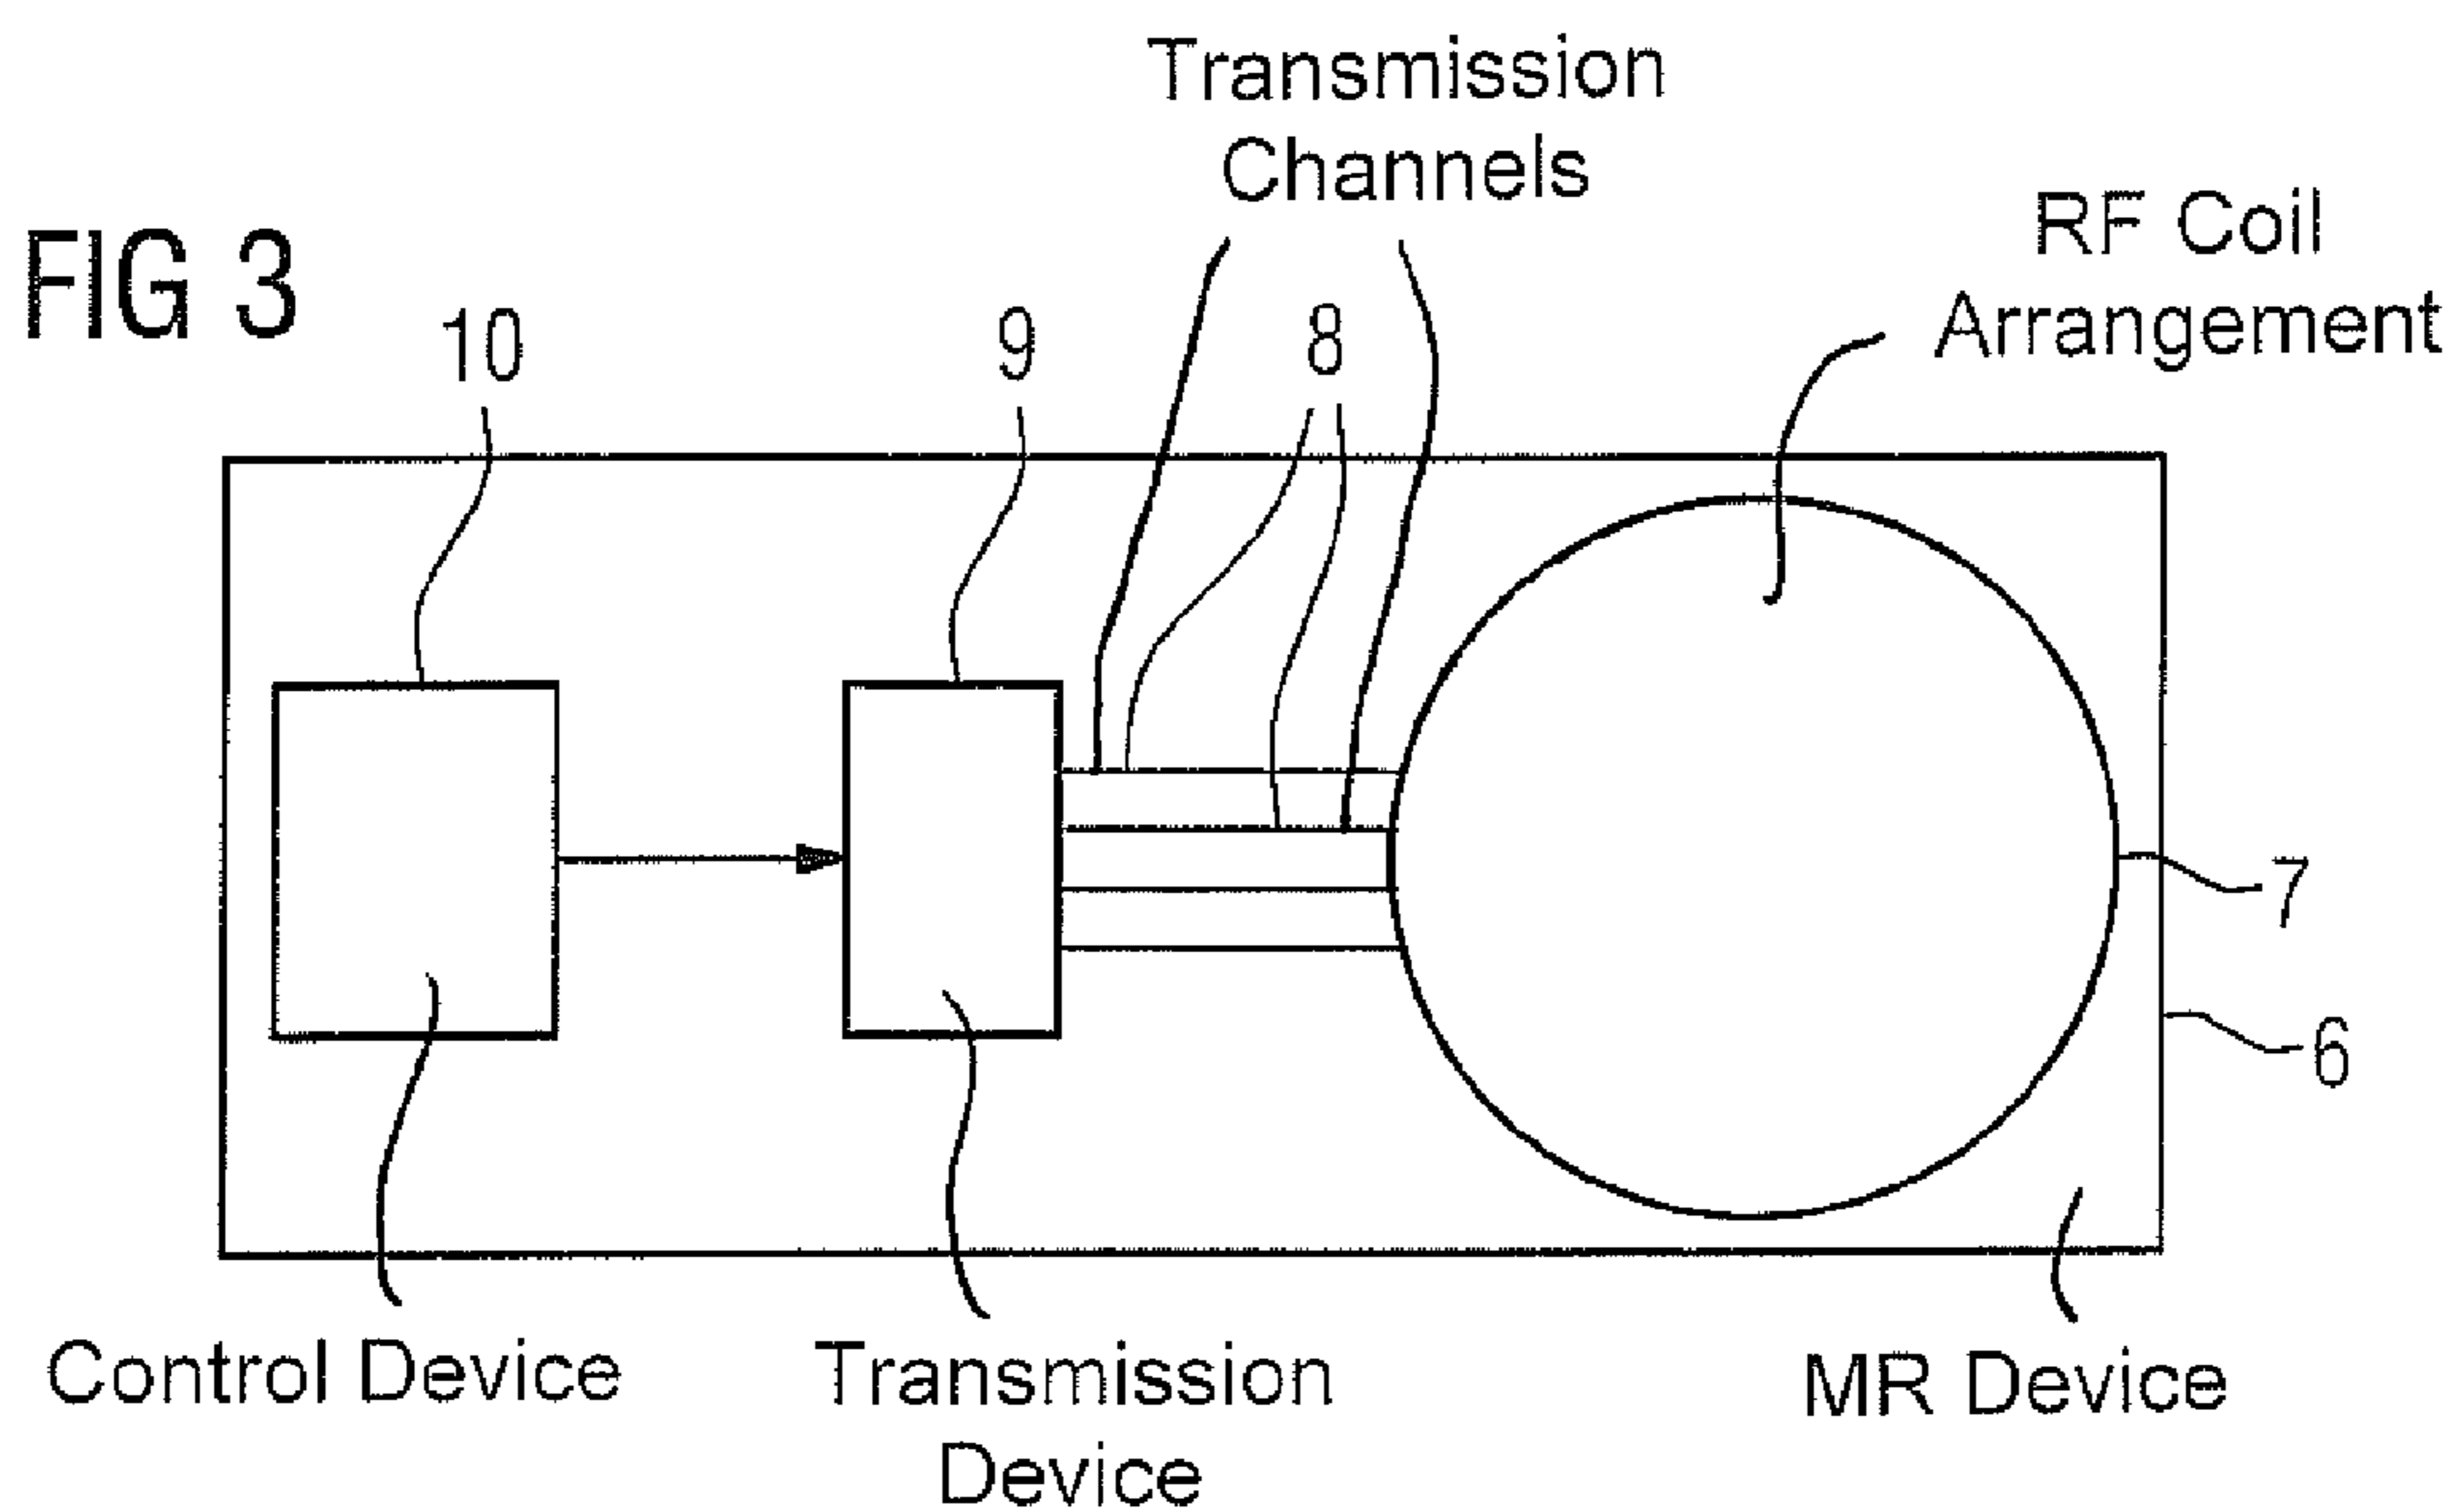 Transmission
Channels
RF Coil
Arrangement
FIG 3
10
9
8
7
6
Control Device
Transmission
Device
MR Device